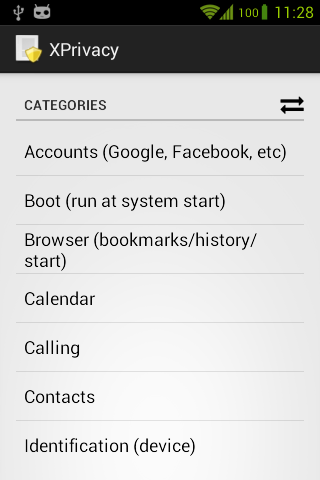 100 11:28
XPrivacy
CATEGORIES
Accounts (Google, Facebook, etc)
Boot (run at system start)
Browser (bookmarks/history/
start)
Calendar
Calling
Contacts
Identification (device)